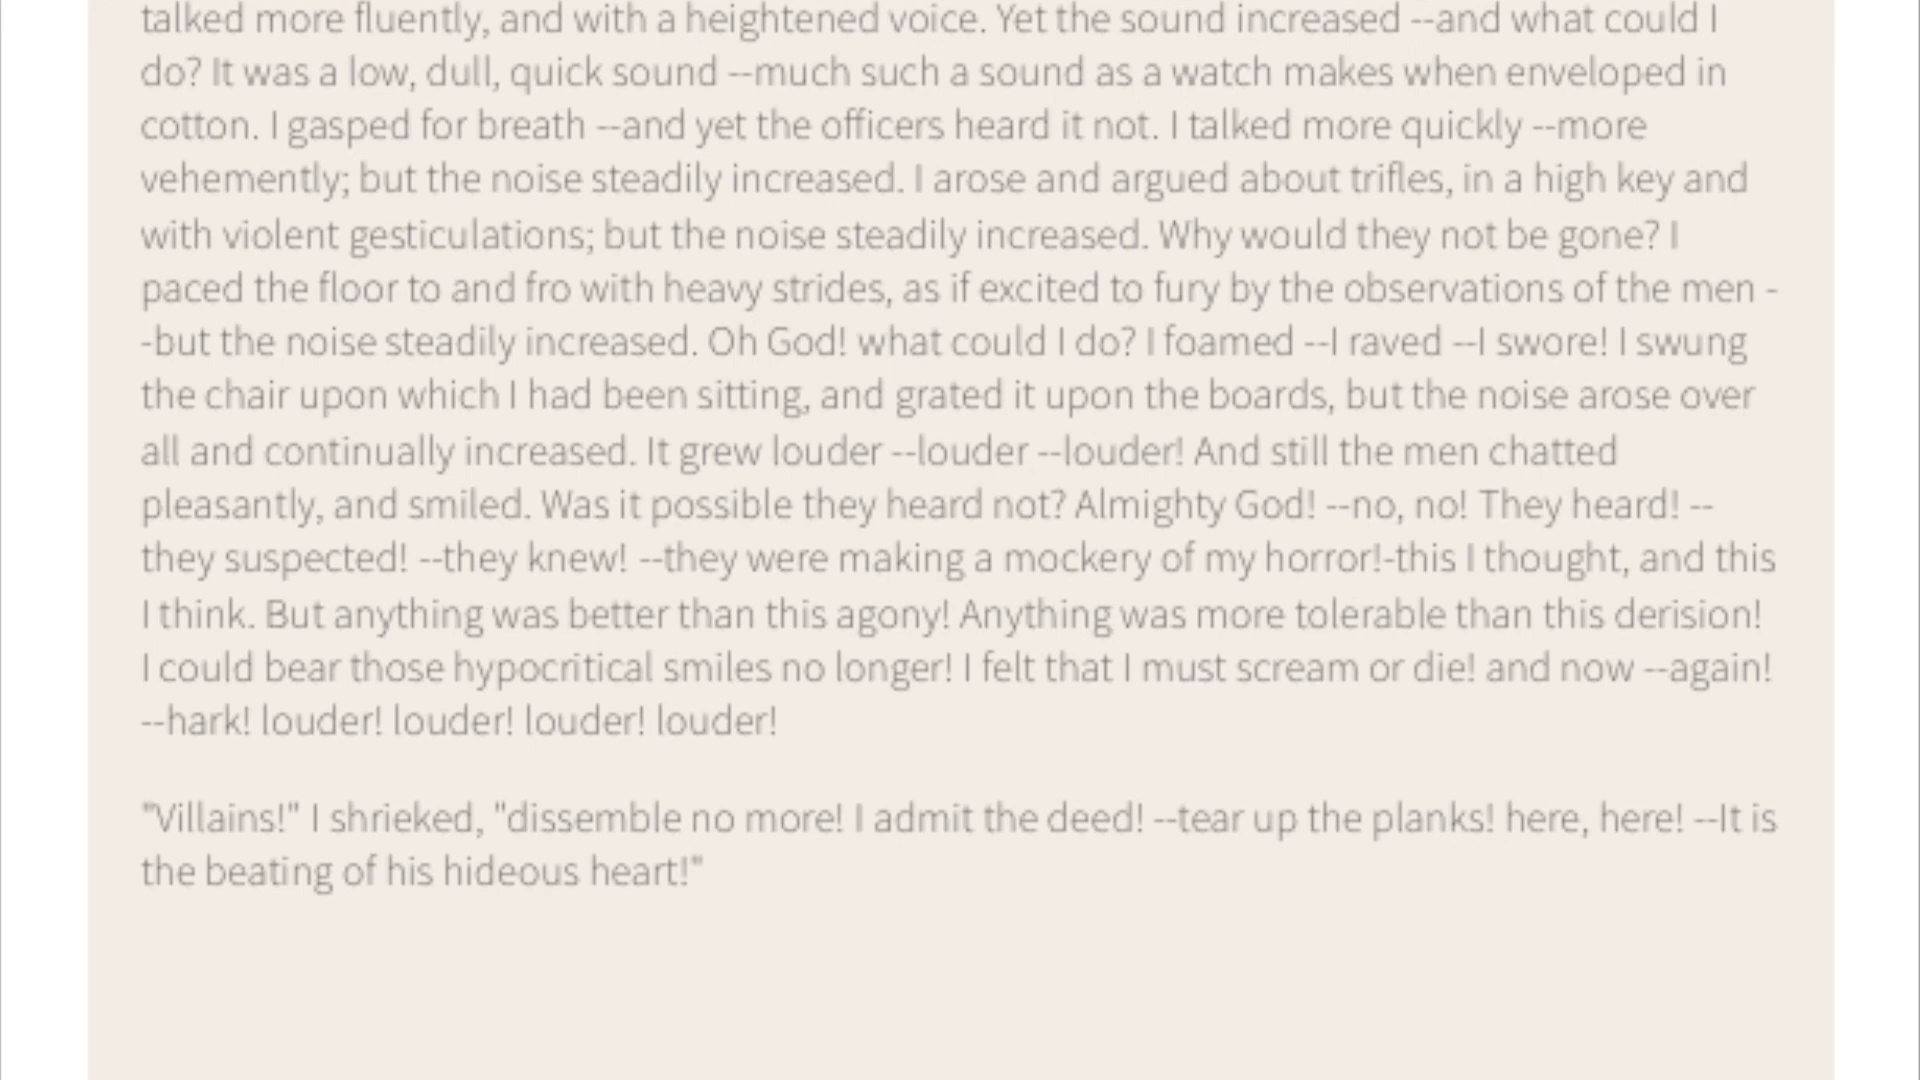 talked more fluently, and with a heightened voice. Yet the sound increased --and what could I
do? It was a low, dull, quick sound --much such a sound as a watch makes when enveloped in
cotton. I gasped for breath --and yet the officers heard it not. I talked more quickly --more
vehemently; but the noise steadily increased. I arose and argued about trifles, in a high key and
with violent gesticulations; but the noise steadily increased. Why would they not be gone? I
paced the floor to and fro with heavy strides, as if excited to fury by the observations of the men -
-but the noise steadily increased. Oh God! what could I do? I foamed --I raved --I swore! I swung
the chair upon which I had been sitting, and grated it upon the boards, but the noise arose over
all and continually increased. It grew louder --louder --louder! And still the men chatted
pleasantly, and smiled. Was it possible they heard not? Almighty God! --no, no! They heard! --
they suspected! --they knew! --they were making a mockery of my horror!-this I thought, and this
I think. But anything was better than this agony! Anything was more tolerable than this derision!
I could bear those hypocritical smiles no longer! I felt that I must scream or die! and now --again!
--hark! louder! louder! louder! louder!
"Villains!" I shrieked, "dissemble no more! I admit the deed! --tear up the planks! here, here! --It is
the beating of his hideous heart!"